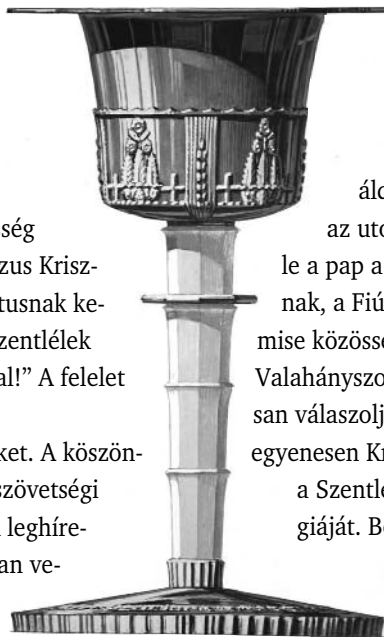 ség
zus Krisz-
tusnak ke-
zentlélek
al!” A felelet
ket. A köszön-
szövetségi
leghíre-
an ve-
áld
az uto
le a pap a
nak, a Fiú
mise közössé
Valahányszo
san válaszolj
egyenesen Kr
a Szentle
giáját. Be